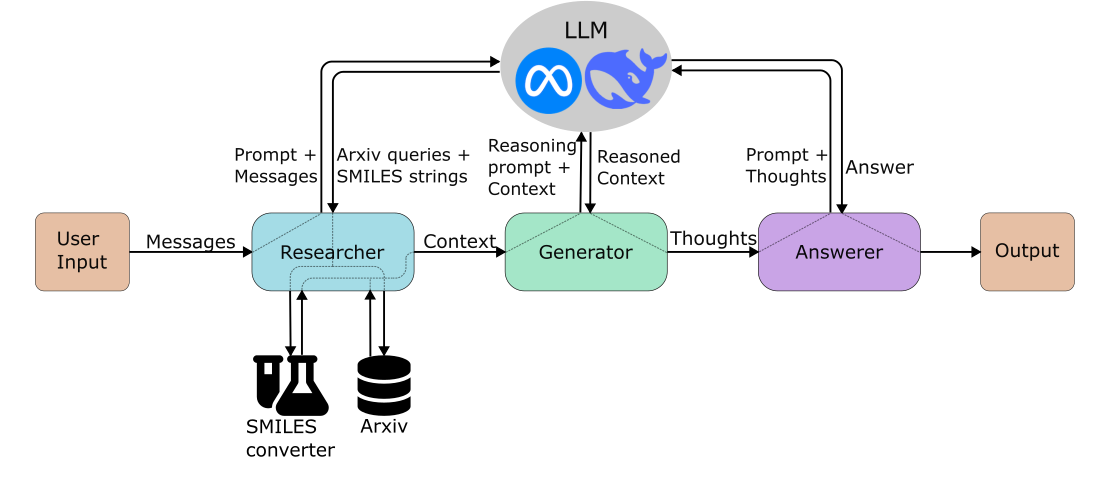 LLM
Prompt +
Messages
Arxiv queries +
SMILES strings
Reasoning
prompt +
Context
Reasoned
Context
Prompt +
Thoughts
Answer
User
Input
Messages
Researcher
Context
Generator
Thoughts
Answerer
Output
SMILES
converter
Arxiv